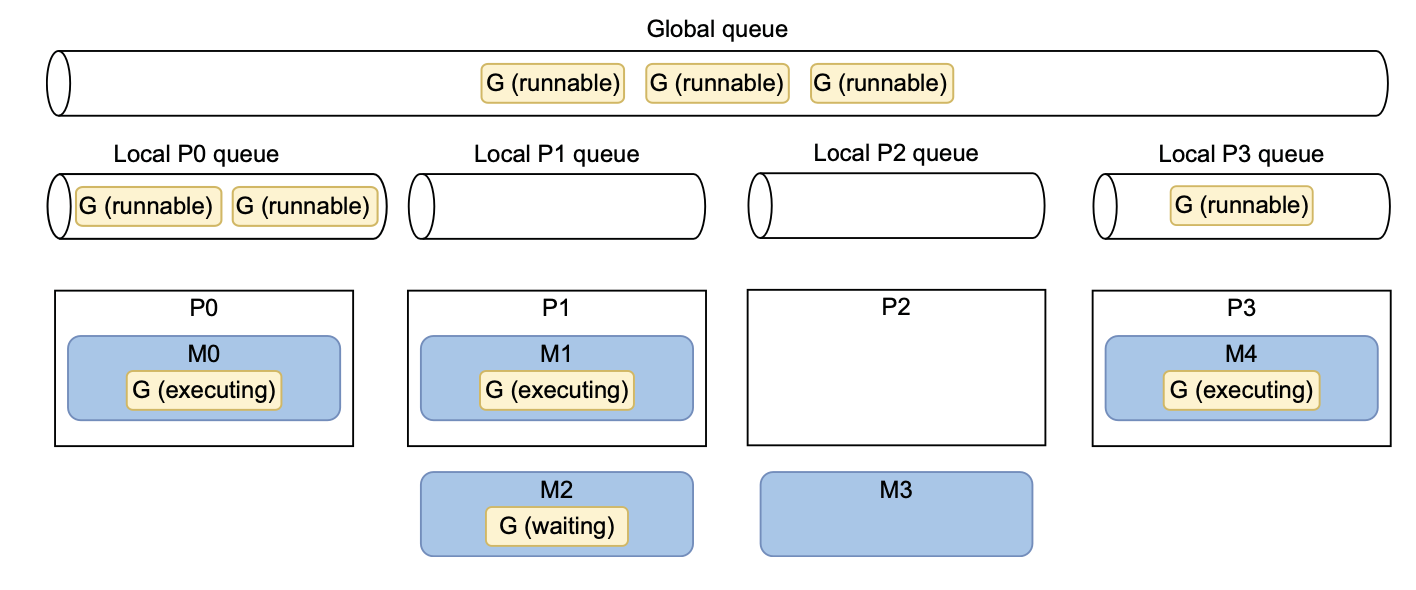 Global queue
G (runnable) G (runnable) G (runnable)
Local P0 queue Local P1 queue Local P2 queue Local P3 queue
G (runnable) G (runnable) G (runnable)
P0 P1 P2 P3
M0 M1 M4
G (executing) G (executing) G (executing)
M2 M3
G (waiting)